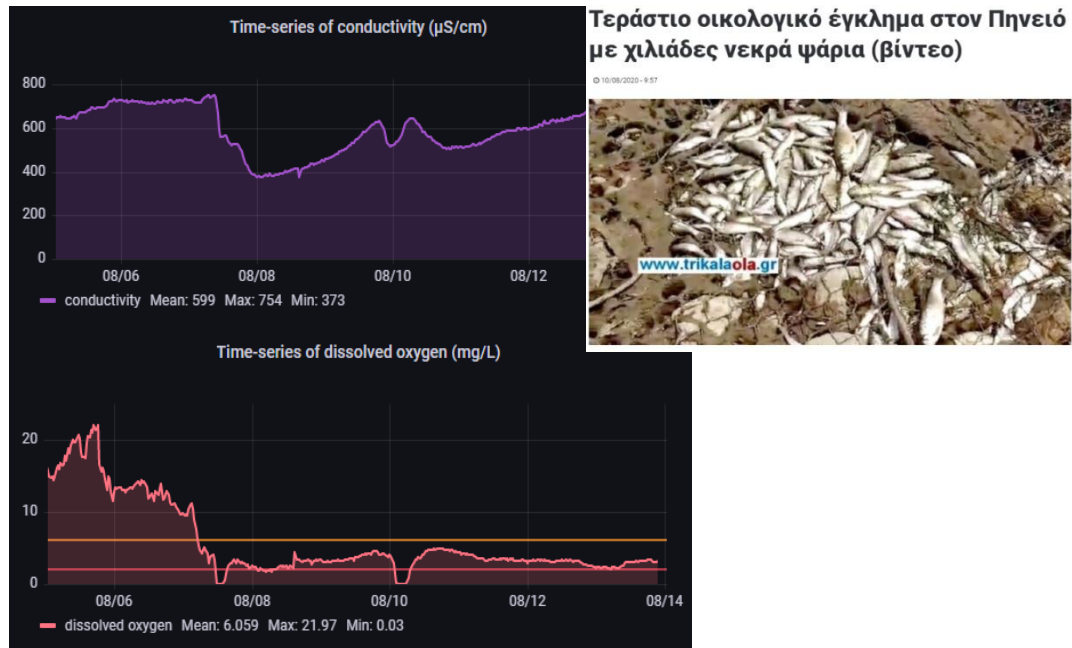 Time-series of conductivity (µS/cm)
800
600
400
200
0
08/06 08/08 08/10 08/12
conductivity Mean: 599 Max: 754 Min: 373
Τεράστιο οικολογικό έγκλημα στον Πηνειό
με χιλιάδες νεκρά ψάρια (βίντεο)
10/08/2020 - 9:57
www.trikalaola.gr
Time-series of dissolved oxygen (mg/L)
20
10
0
08/06 08/08 08/10 08/12 08/14
dissolved oxygen Mean: 6.059 Max: 21.97 Min: 0.03